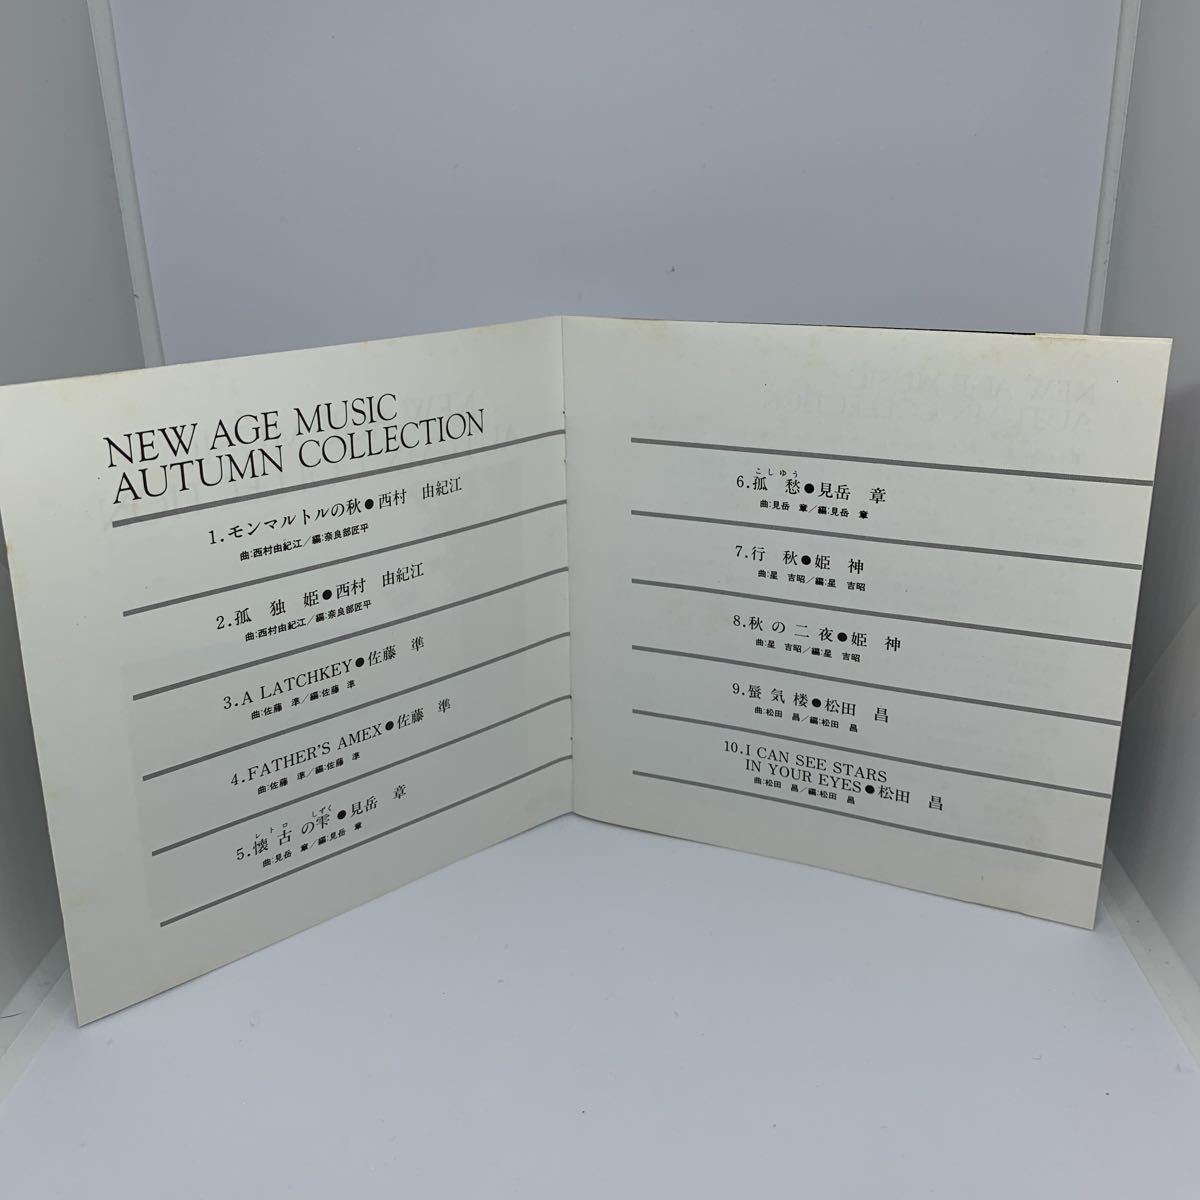 NEW AGE MUSIC
AUTUMN COLLECTION
1.モンマルトルの秋●西村 由紀江
曲:西村由紀江/編:奈良部匠平
2.孤 独 姫●西村 由紀江
曲:西村由紀江/編:奈良部匠平
3.A LATCHKEY●佐藤 準
曲:佐藤 準/編:佐藤 準
4.FATHER'S AMEX●佐藤 準
曲:佐藤 準/編:佐藤 準
レトロ しずく
5.懐古の雫●見岳 章
曲:見岳 章/編:見岳 章
こしゆう
6.孤 愁●見岳 章
曲:見岳 章/編:見岳 章
7.行 秋●姫 神
曲:星 吉昭/編:星 吉昭
8.秋の二夜●姫 神
曲:星 吉昭/編:星 吉昭
9.蜃気楼●松田 昌
曲:松田 昌/編:松田 昌
10.I CAN SEE STARS
IN YOUR EYES●松田 昌
曲:松田 昌/編:松田 昌